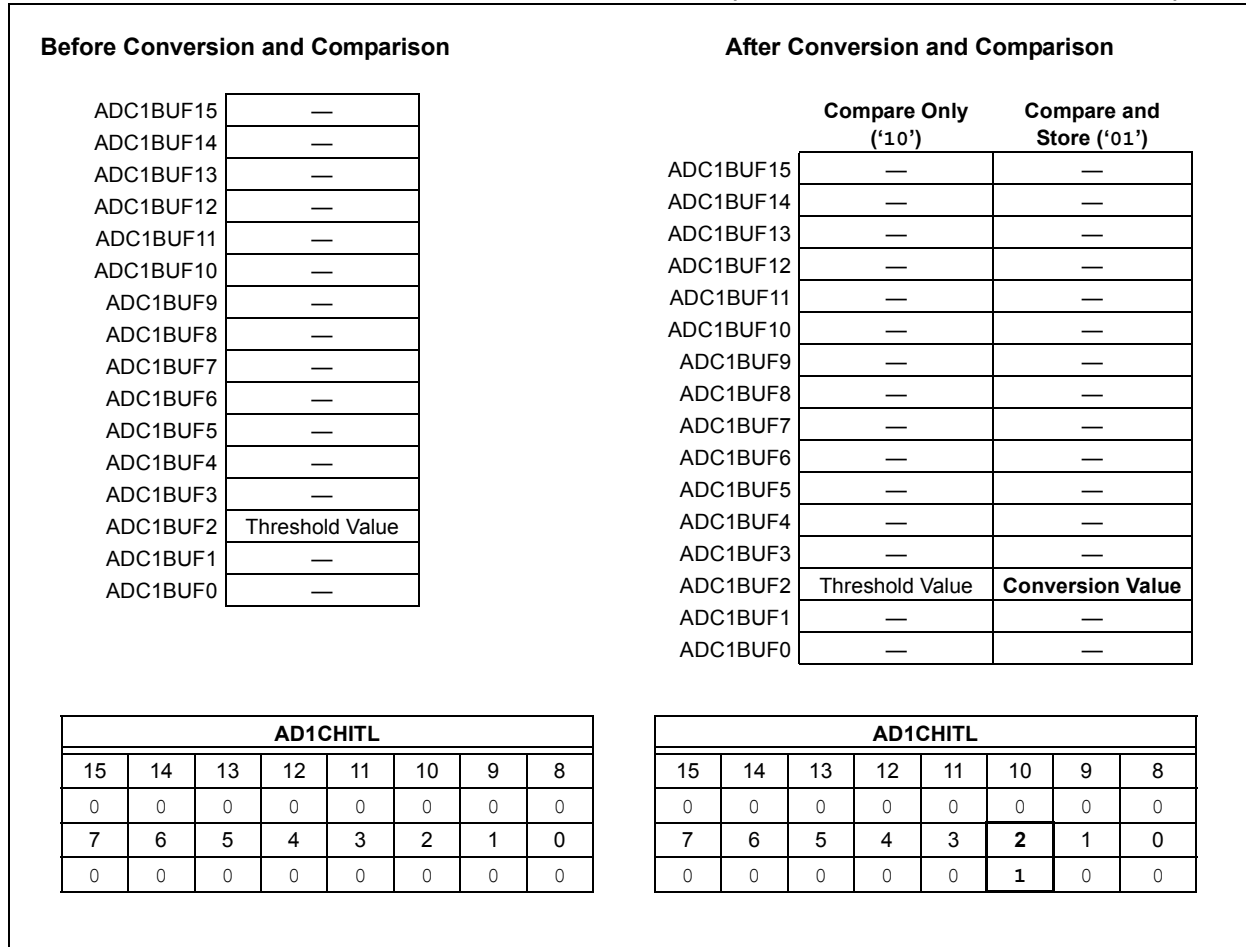 Before Conversion and Comparison
ADC1BUF15 —
ADC1BUF14 —
ADC1BUF13 —
ADC1BUF12 —
ADC1BUF11 —
ADC1BUF10 —
ADC1BUF9 —
ADC1BUF8 —
ADC1BUF7 —
ADC1BUF6 —
ADC1BUF5 —
ADC1BUF4 —
ADC1BUF3 —
ADC1BUF2 Threshold Value
ADC1BUF1 —
ADC1BUF0 —
After Conversion and Comparison
Compare Only Compare and
('10') Store ('01')
ADC1BUF15 — —
ADC1BUF14 — —
ADC1BUF13 — —
ADC1BUF12 — —
ADC1BUF11 — —
ADC1BUF10 — —
ADC1BUF9 — —
ADC1BUF8 — —
ADC1BUF7 — —
ADC1BUF6 — —
ADC1BUF5 — —
ADC1BUF4 — —
ADC1BUF3 — —
ADC1BUF2 Threshold Value Conversion Value
ADC1BUF1 — —
ADC1BUF0 — —
AD1CHITL
15 14 13 12 11 10 9 8
0 0 0 0 0 0 0 0
7 6 5 4 3 2 1 0
0 0 0 0 0 0 0 0
AD1CHITL
15 14 13 12 11 10 9 8
0 0 0 0 0 0 0 0
7 6 5 4 3 2 1 0
0 0 0 0 0 1 0 0